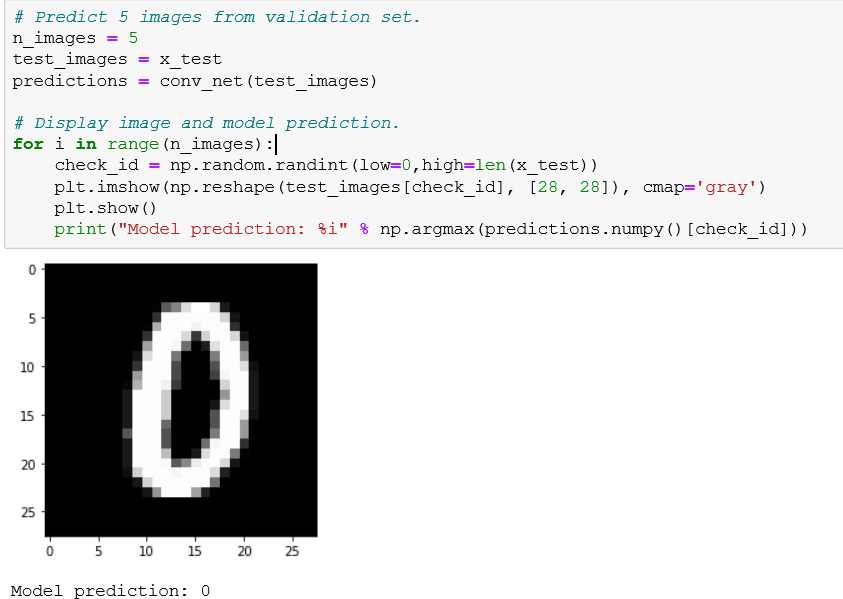 # Predict 5 images from validation set.
n_images = 5
test_images = x_test
predictions = conv_net(test_images)
# Display image and model prediction.
for i in range(n_images):
    check_id = np.random.randint(low=0,high=len(x_test))
    plt.imshow(np.reshape(test_images[check_id], [28, 28]), cmap='gray')
    plt.show()
    print("Model prediction: %i" % np.argmax(predictions.numpy()[check_id]))
0
5
10
15
20
25
0 5 10 15 20 25
Model prediction: 0